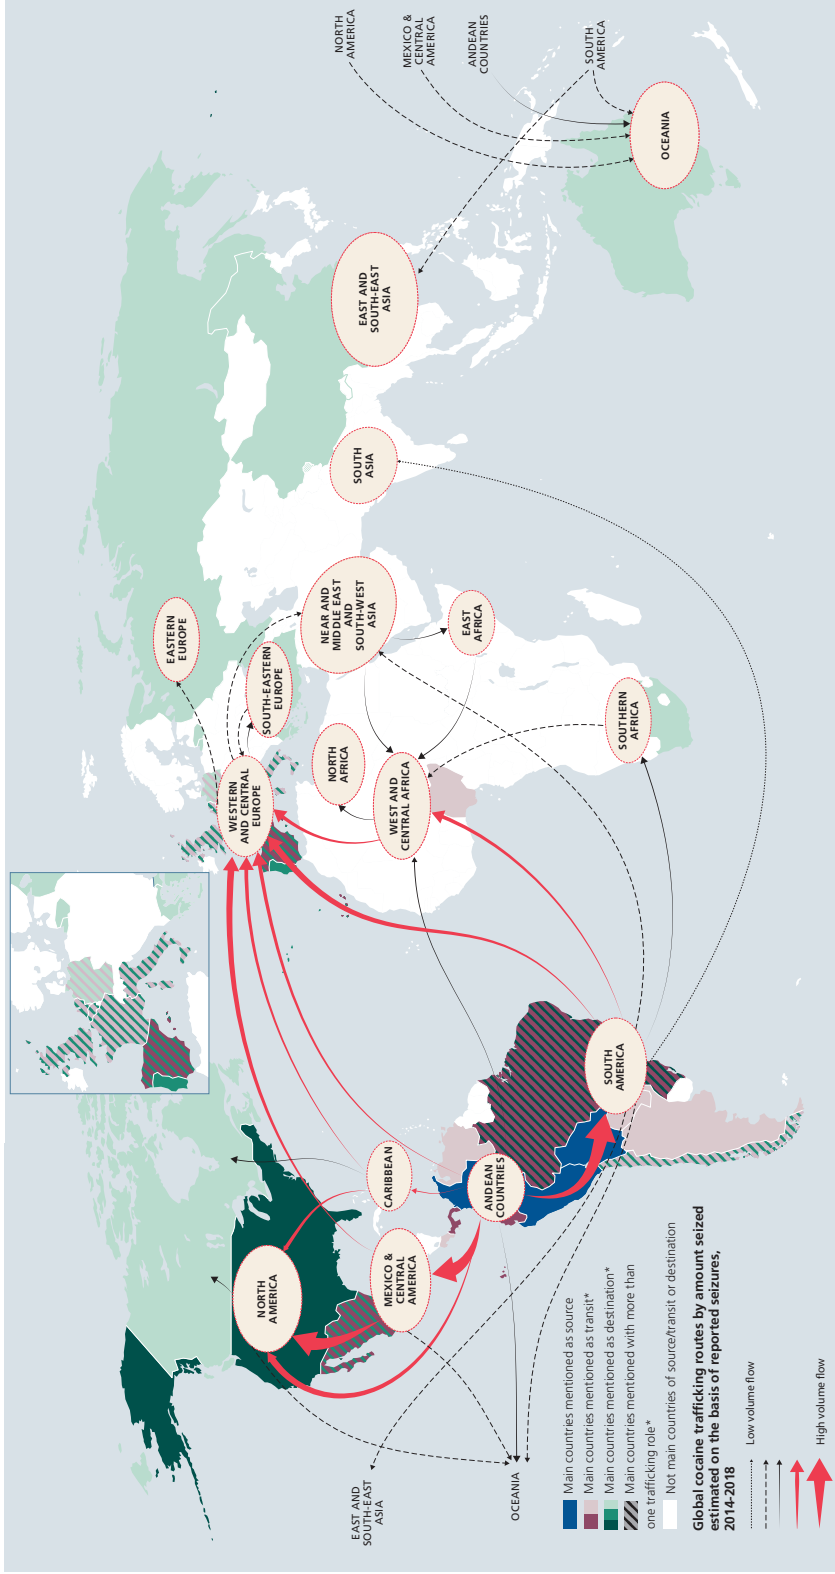 NORTH
AMERICA
MEXICO &
CENTRAL
AMERICA
ANDEAN
COUNTRIES
SOUTH
AMERICA
OCEANIA
EAST AND
SOUTH-EAST
ASIA
SOUTH
ASIA
EASTERN
EUROPE
NEAR AND
MIDDLE EAST
AND
SOUTH-WEST
ASIA
EAST
AFRICA
SOUTH-EASTERN
EUROPE
SOUTHERN
AFRICA
NORTH
AFRICA
WESTERN
AND CENTRAL
EUROPE
WEST AND
CENTRAL AFRICA
SOUTH
AMERICA
CARIBBEAN
ANDEAN
COUNTRIES
NORTH
AMERICA
MEXICO &
CENTRAL
AMERICA
EAST AND
SOUTH-EAST
ASIA
OCEANIA
Main countries mentioned as source
Main countries mentioned as transit*
Main countries mentioned as destination*
Main countries mentioned with more than
one trafficking role*
Not main countries of source/transit or destination
Global cocaine trafficking routes by amount seized
estimated on the basis of reported seizures,
2014-2018
Low volume flow
High volume flow